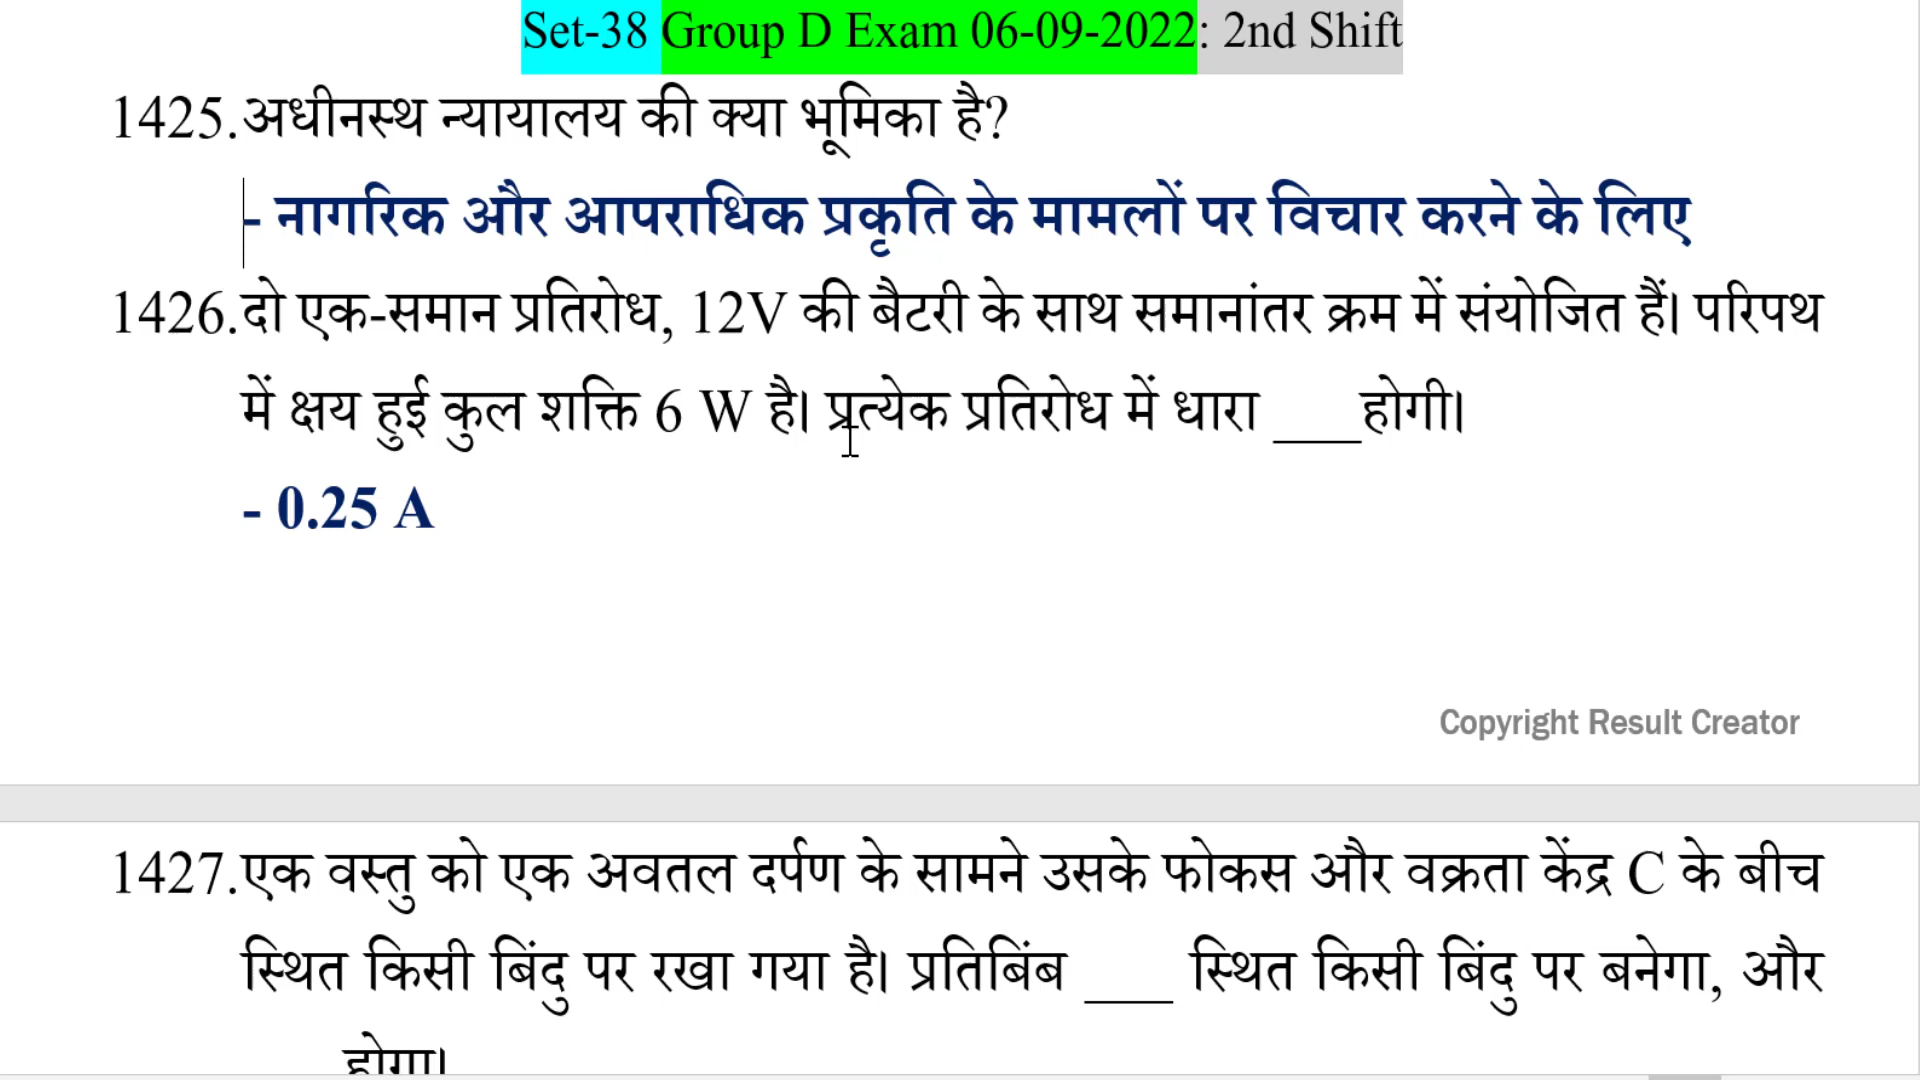 Set-38 Group D Exam 06-09-2022: 2nd Shift
1425. अधीनस्थ न्यायालय की क्या भूमिका है?
- नागरिक और आपराधिक प्रकृति के मामलों पर विचार करने के लिए
1426. दो एक-समान प्रतिरोध, 12V की बैटरी के साथ समानांतर क्रम में संयोजित हैं। परिपथ
में क्षय हुई कुल शक्ति 6 W है। प्रत्येक प्रतिरोध में धारा ___होगी।
- 0.25 A
Copyright Result Creator
1427. एक वस्तु को एक अवतल दर्पण के सामने उसके फोकस और वक्रता केंद्र C के बीच
स्थित किसी बिंदु पर रखा गया है। प्रतिबिंब ___ स्थित किसी बिंदु पर बनेगा, और
होगा।